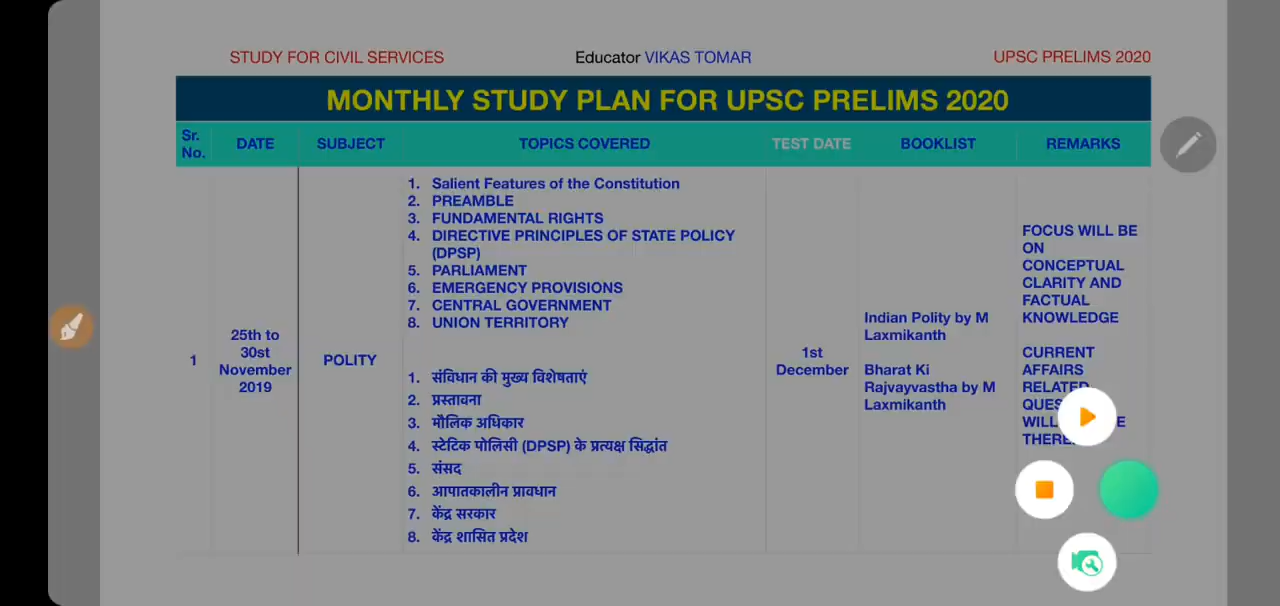 STUDY FOR CIVIL SERVICES Educator VIKAS TOMAR UPSC PRELIMS 2020
MONTHLY STUDY PLAN FOR UPSC PRELIMS 2020
Sr. No. DATE SUBJECT TOPICS COVERED TEST DATE BOOKLIST REMARKS
1
25th to
30st
November
2019
POLITY
1. Salient Features of the Constitution
2. PREAMBLE
3. FUNDAMENTAL RIGHTS
4. DIRECTIVE PRINCIPLES OF STATE POLICY
(DPSP)
5. PARLIAMENT
6. EMERGENCY PROVISIONS
7. CENTRAL GOVERNMENT
8. UNION TERRITORY
1. संविधान की मुख्य विशेषताएं
2. प्रस्तावना
3. मौलिक अधिकार
4. स्टेटिक पोलिसी (DPSP) के प्रत्यक्ष सिद्धांत
5. संसद
6. आपातकालीन प्रावधान
7. केंद्र सरकार
8. केंद्र शासित प्रदेश
1st
December
Indian Polity by M
Laxmikanth
Bharat Ki
Rajvayvastha by M
Laxmikanth
FOCUS WILL BE
ON
CONCEPTUAL
CLARITY AND
FACTUAL
KNOWLEDGE
CURRENT
AFFAIRS
RELATED
WILL